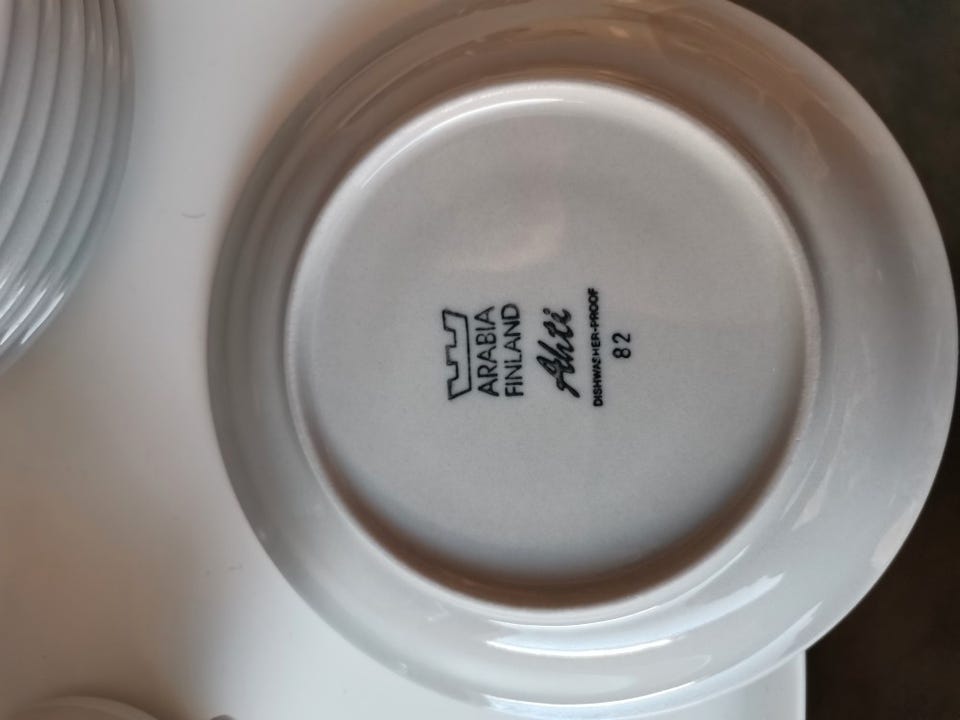 ARABIA
FINLAND
Ahti
DISHWASHER-PROOF
82